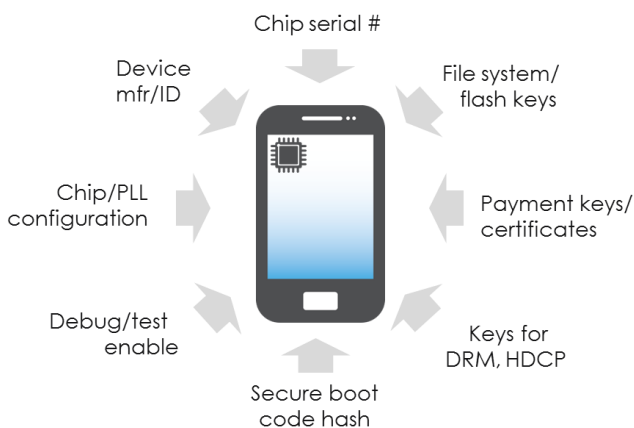 Chip serial #
Device
mfr/ID
File system/
flash keys
Chip/PLL
configuration
Payment keys/
certificates
Debug/test
enable
Keys for
DRM, HDCP
Secure boot
code hash